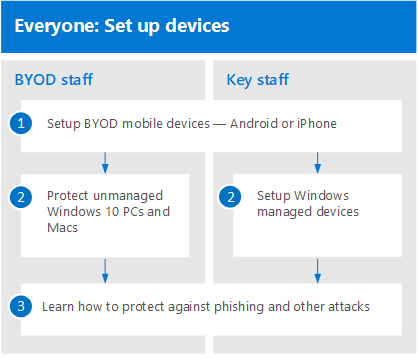 Everyone: Set up devices
BYOD staff
Key staff
1 Setup BYOD mobile devices — Android or iPhone
2 Protect unmanaged
Windows 10 PCs and
Macs
2 Setup Windows
managed devices
3 Learn how to protect against phishing and other attacks